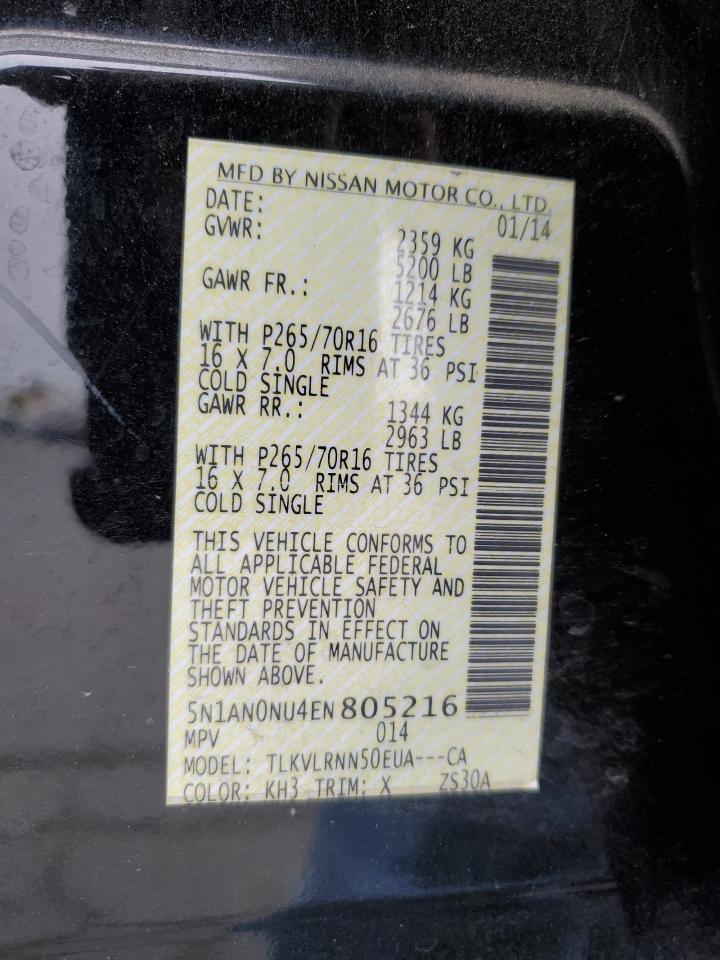 MFD BY NISSAN MOTOR CO., LTD.
DATE: 01/14
GVWR: 2359 KG
5200 LB
GAWR FR.: 1214 KG
2676 LB
WITH P265/70R16 TIRES
16 X 7.0 RIMS AT 36 PSI
COLD SINGLE
GAWR RR.: 1344 KG
2963 LB
WITH P265/70R16 TIRES
16 X 7.0 RIMS AT 36 PSI
COLD SINGLE
THIS VEHICLE CONFORMS TO
ALL APPLICABLE FEDERAL
MOTOR VEHICLE SAFETY AND
THEFT PREVENTION
STANDARDS IN EFFECT ON
THE DATE OF MANUFACTURE
SHOWN ABOVE.
5N1AN0NU4EN805216
MPV 014
MODEL: TLKVLRNN50EUA---CA
COLOR: KH3 TRIM: X ZS30A